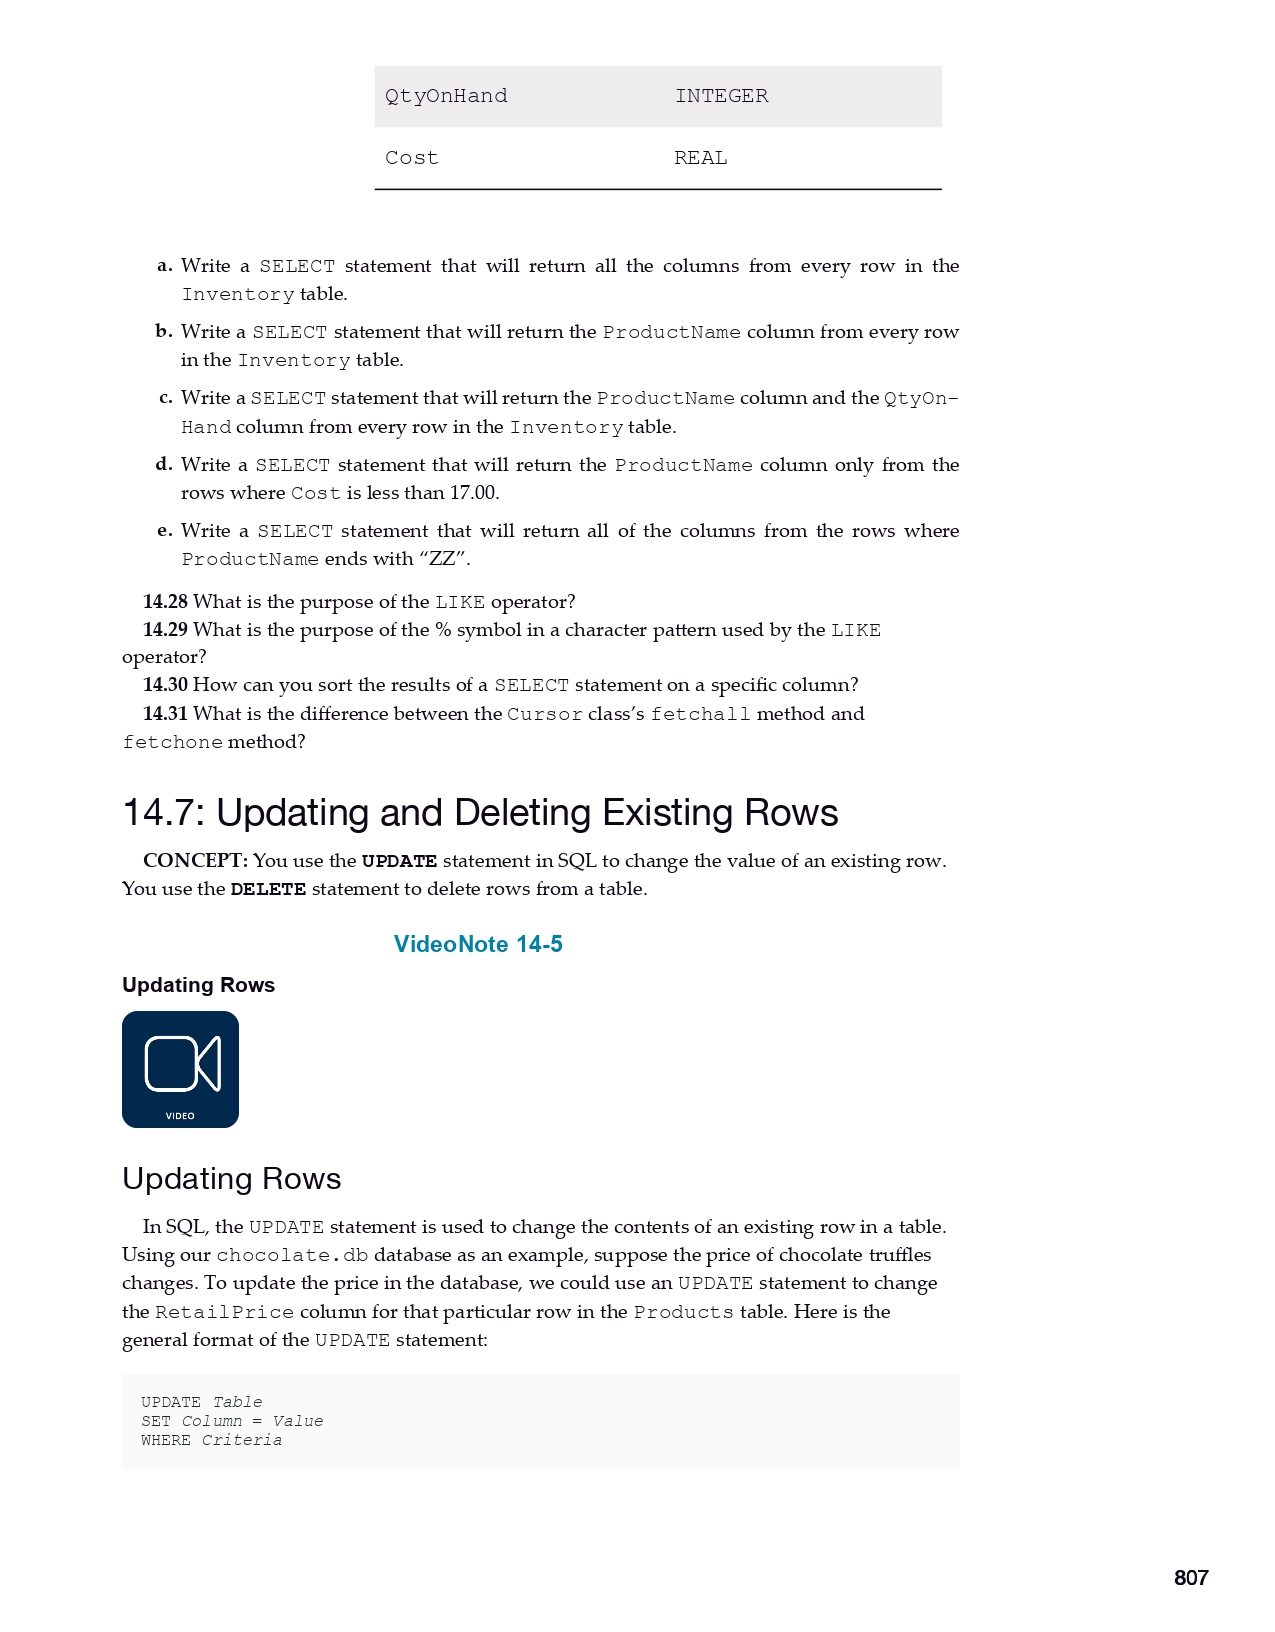 QtyOnHand INTEGER
Cost REAL
a. Write a SELECT statement that will return all the columns from every row in the
Inventory table.
b. Write a SELECT statement that will return the ProductName column from every row
in the Inventory table.
c. Write a SELECT statement that will return the ProductName column and the QtyOn-
Hand column from every row in the Inventory table.
d. Write a SELECT statement that will return the ProductName column only from the
rows where Cost is less than 17.00.
e. Write a SELECT statement that will return all of the columns from the rows where
ProductName ends with “ZZ”.
14.28 What is the purpose of the LIKE operator?
14.29 What is the purpose of the % symbol in a character pattern used by the LIKE
operator?
14.30 How can you sort the results of a SELECT statement on a specific column?
14.31 What is the difference between the Cursor class’s fetchall method and
fetchone method?
14.7: Updating and Deleting Existing Rows
CONCEPT: You use the UPDATE statement in SQL to change the value of an existing row.
You use the DELETE statement to delete rows from a table.
VideoNote 14-5
Updating Rows
VIDEO
Updating Rows
In SQL, the UPDATE statement is used to change the contents of an existing row in a table.
Using our chocolate.db database as an example, suppose the price of chocolate truffles
changes. To update the price in the database, we could use an UPDATE statement to change
the RetailPrice column for that particular row in the Products table. Here is the
general format of the UPDATE statement:
UPDATE Table
SET Column = Value
WHERE Criteria
807